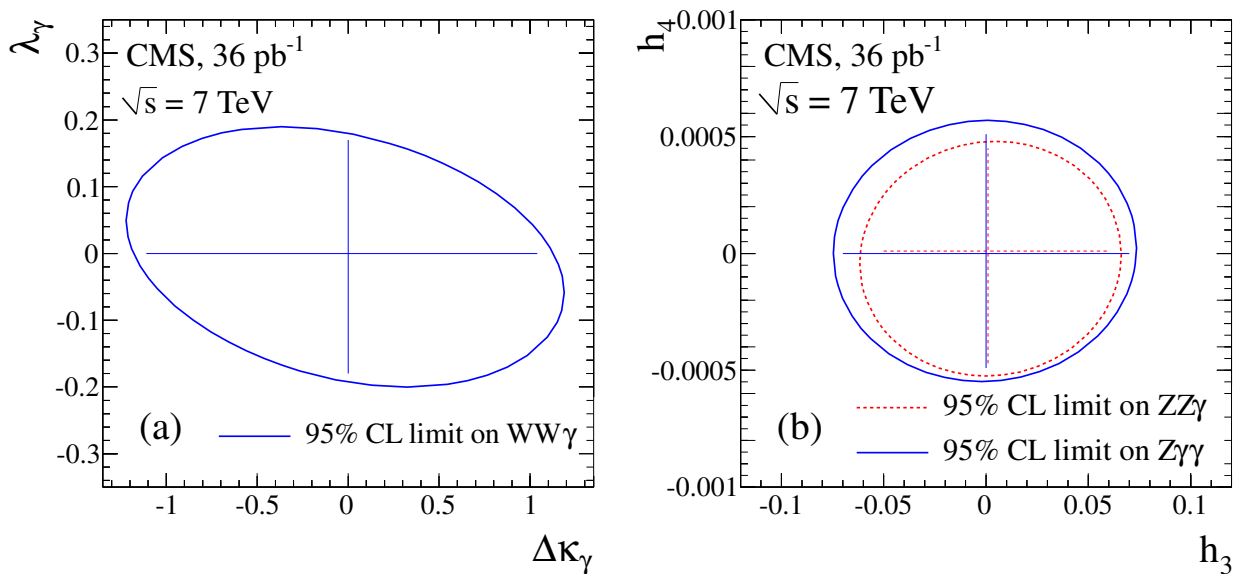 λγ
0.3
0.2
0.1
0
-0.1
-0.2
-0.3
CMS, 36 pb⁻¹
√s = 7 TeV
(a)
95% CL limit on WWγ
-1
-0.5
0
0.5
1
Δκγ
h₄
0.001
0.0005
0
-0.0005
-0.001
CMS, 36 pb⁻¹
√s = 7 TeV
(b)
95% CL limit on ZZγ
95% CL limit on Zγγ
-0.1
-0.05
0
0.05
0.1
h₃